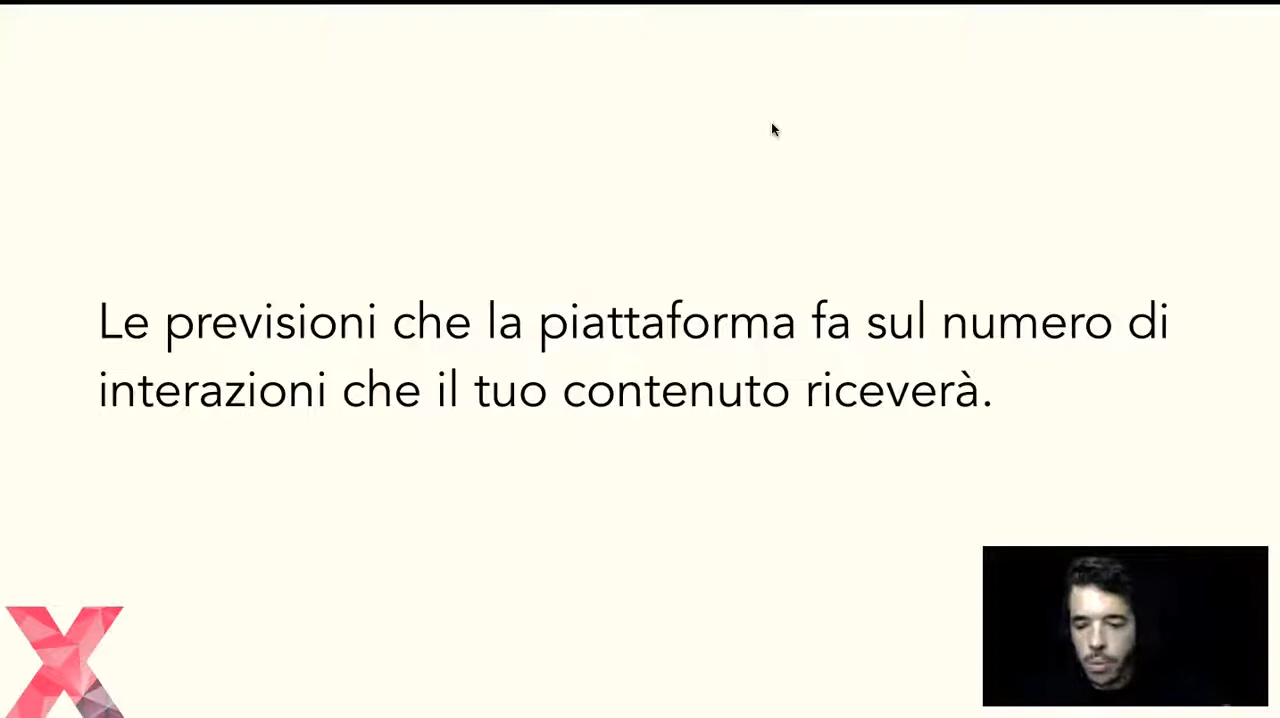 Le previsioni che la piattaforma fa sul numero di
interazioni che il tuo contenuto riceverà.